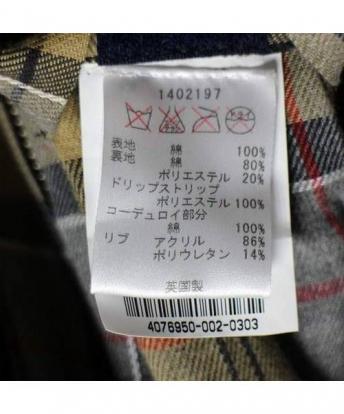 1402197
ドライ
表地 綿 100%
裏地 綿 80%
ポリエステル 20%
ドリップストリップ
ポリエステル 100%
コーデュロイ部分
綿 100%
リブ アクリル 86%
ポリウレタン 14%
英国製
4076950-002-0303